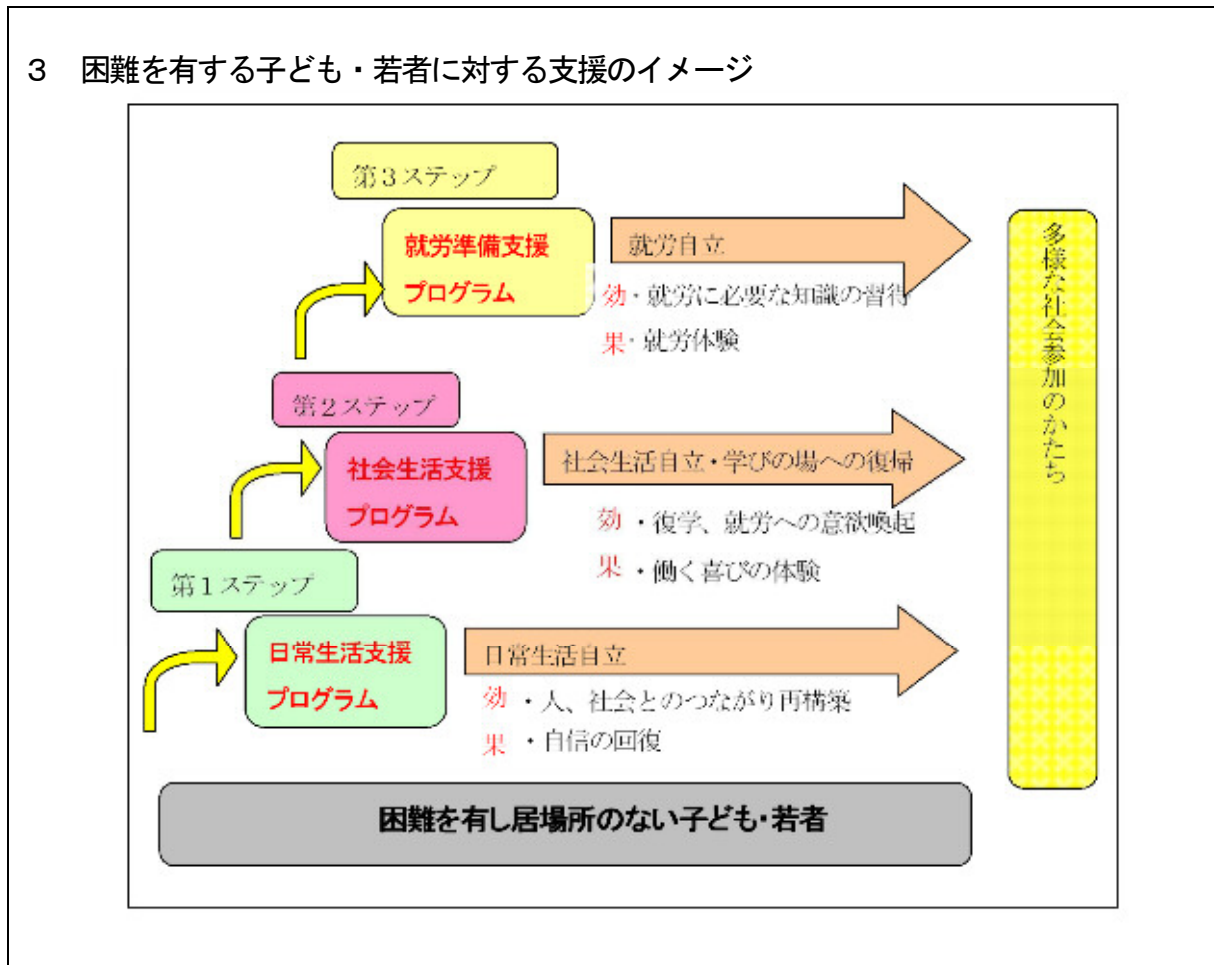 3 困難を有する子ども・若者に対する支援のイメージ
第3ステップ
就労準備支援
プログラム
就労自立
効・就労に必要な知識の習得
果・就労体験
第2ステップ
社会生活支援
プログラム
社会生活自立・学びの場への復帰
効・復学、就労への意欲喚起
果・働く喜びの体験
第1ステップ
日常生活支援
プログラム
日常生活自立
効・人、社会とのつながり再構築
果・自信の回復
困難を有し居場所のない子ども・若者
多様な社会参加のかたち